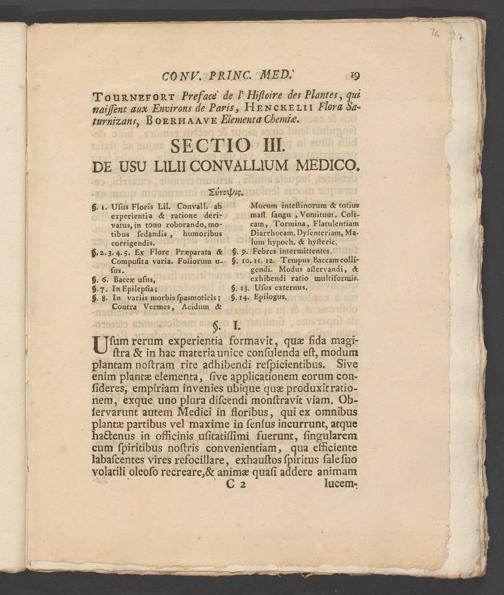 76 27
CONV. PRINC. MED. 19
TOURNEFORT Preface de l' Hiſtoire des Plantes, qui
naiſſent aux Environs de Paris, HENCKELII Flora Sa-
turnizans, BOERHAAVE Elementa Chemiæ.
SECTIO III.
DE USU LILII CONVALLIUM MEDICO.
Σύνοψις.
§. 1. Uſus Floris Lil. Convall. ab
experientia & ratione deri-
vatus, in tono roborando, mo-
tibus ſedandis, humoribus
corrigendis.
§. 2. 3. 4. 5. Ex Flore Præparata &
Compoſita varia. Foliorum u-
ſus.
§. 6. Baccæ uſus,
§. 7. In Epilepſia;
§. 8. In variis morbis ſpaſmoticis;
Contra Vermes, Acidum &
Mucum inteſtinorum & totius
maſſ. ſangu. Vomitum, Coli-
cam, Tormina, Flatulentiam
Diarrhoeam, Dyſenteriam, Ma-
lum hypoch. & hyſteric.
§. 9. Febres intermittentes.
§. 10. 11. 12. Tempus Baccam colli-
gendi. Modus aſſervandi, &
exhibendi ratio multiformis.
§. 13. Uſus externus.
§. 14. Epilogus.
§. I.
Uſum rerum experientia formavit, quæ fida magi-
ſtra & in hac materia unice conſulenda eſt, modum
plantam noſtram rite adhibendi reſpicientibus. Sive
enim plantæ elementa, ſive applicationem eorum con-
ſideres, empiriam invenies ubique quæ produxit ratio-
nem, exque uno plura diſcendi monſtravit viam. Ob-
ſervarunt autem Medici in floribus, qui ex omnibus
plantæ partibus vel maxime in ſenſus incurrunt, atque
hactenus in officinis uſitatiſſimi fuerunt, ſingularem
cum ſpiritibus noſtris convenientiam, qua efficiente
labaſcentes vires refocillare, exhauſtos ſpiritus ſale ſuo
volatili oleoſo recreare, & animæ quaſi addere animam
C 2 lucem-